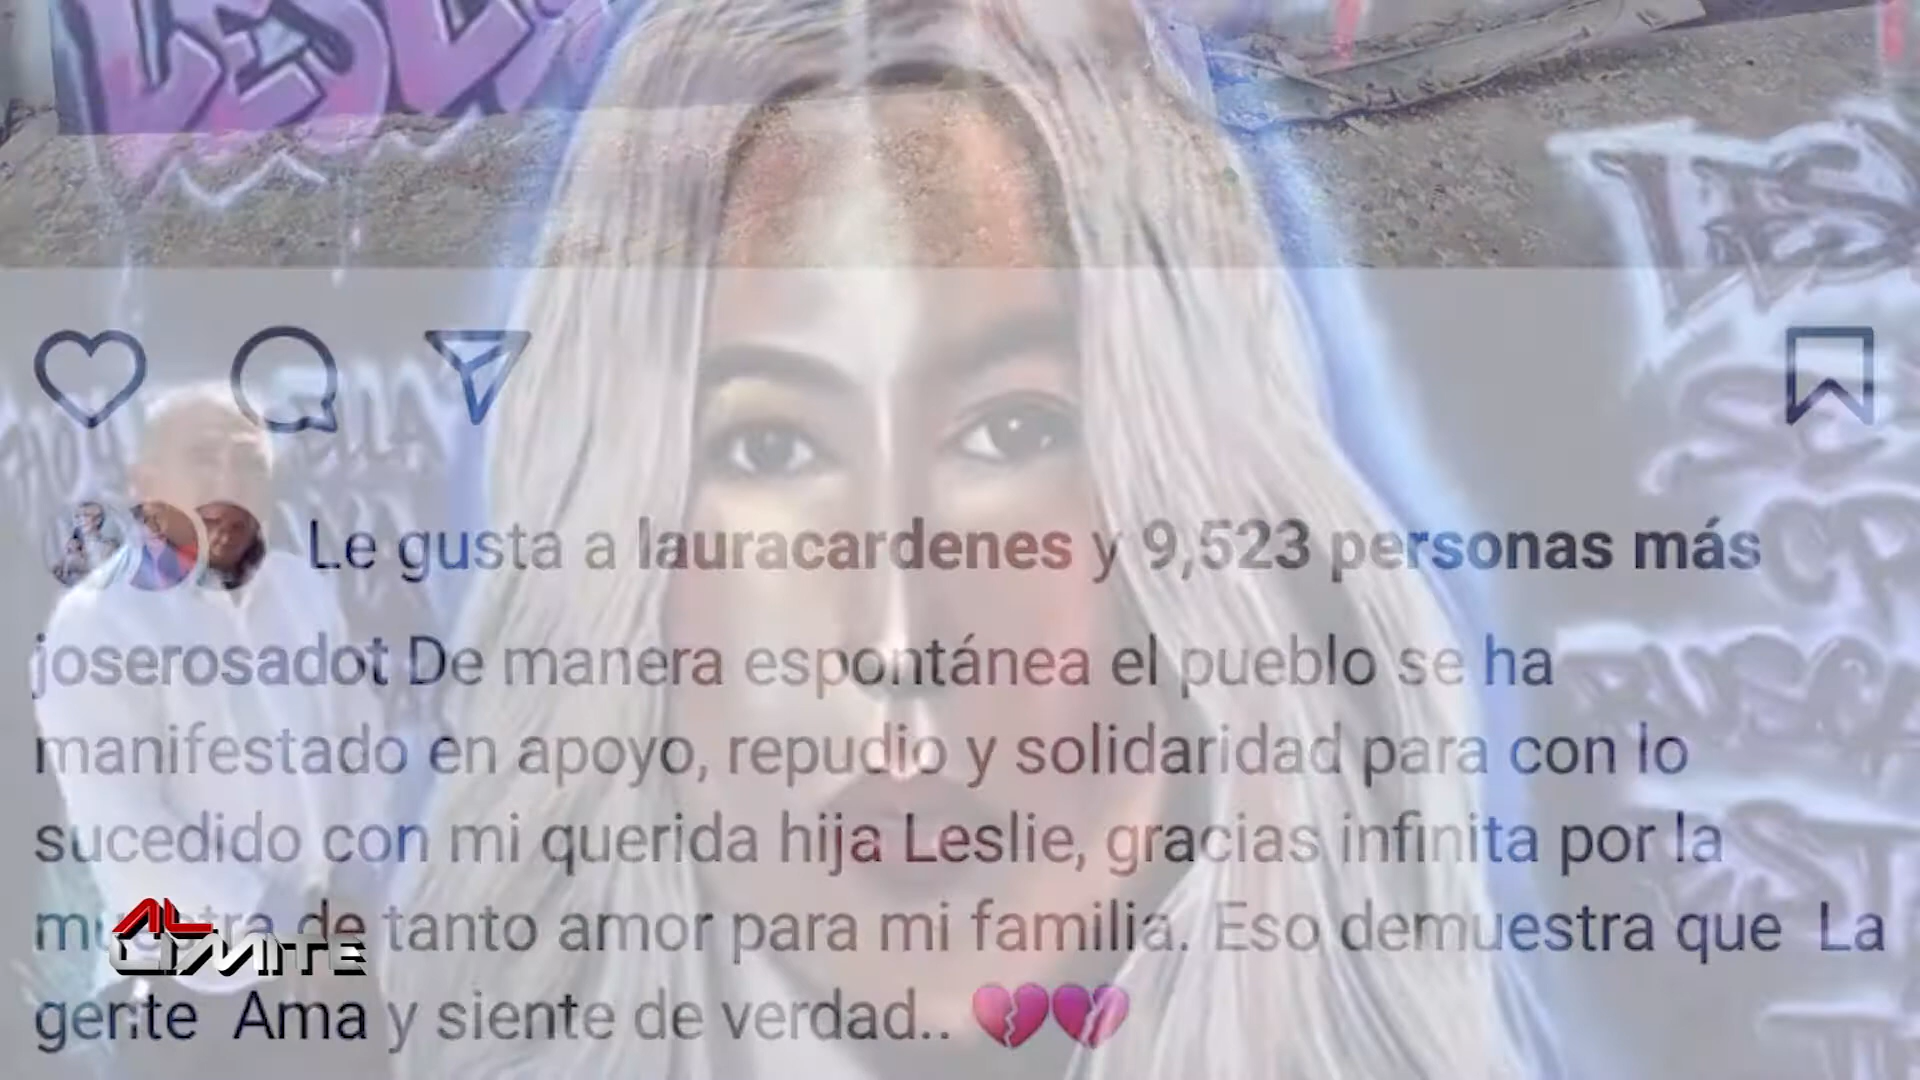 Le gusta a lauracardenes y 9,523 personas más
joserosadot De manera espontánea el pueblo se ha
manifestado en apoyo, repudio y solidaridad para con lo
sucedido con mi querida hija Leslie, gracias infinita por la
de tanto amor para mi familia. Eso demuestra que La
gente Ama y siente de verdad..
AL
LIMITE